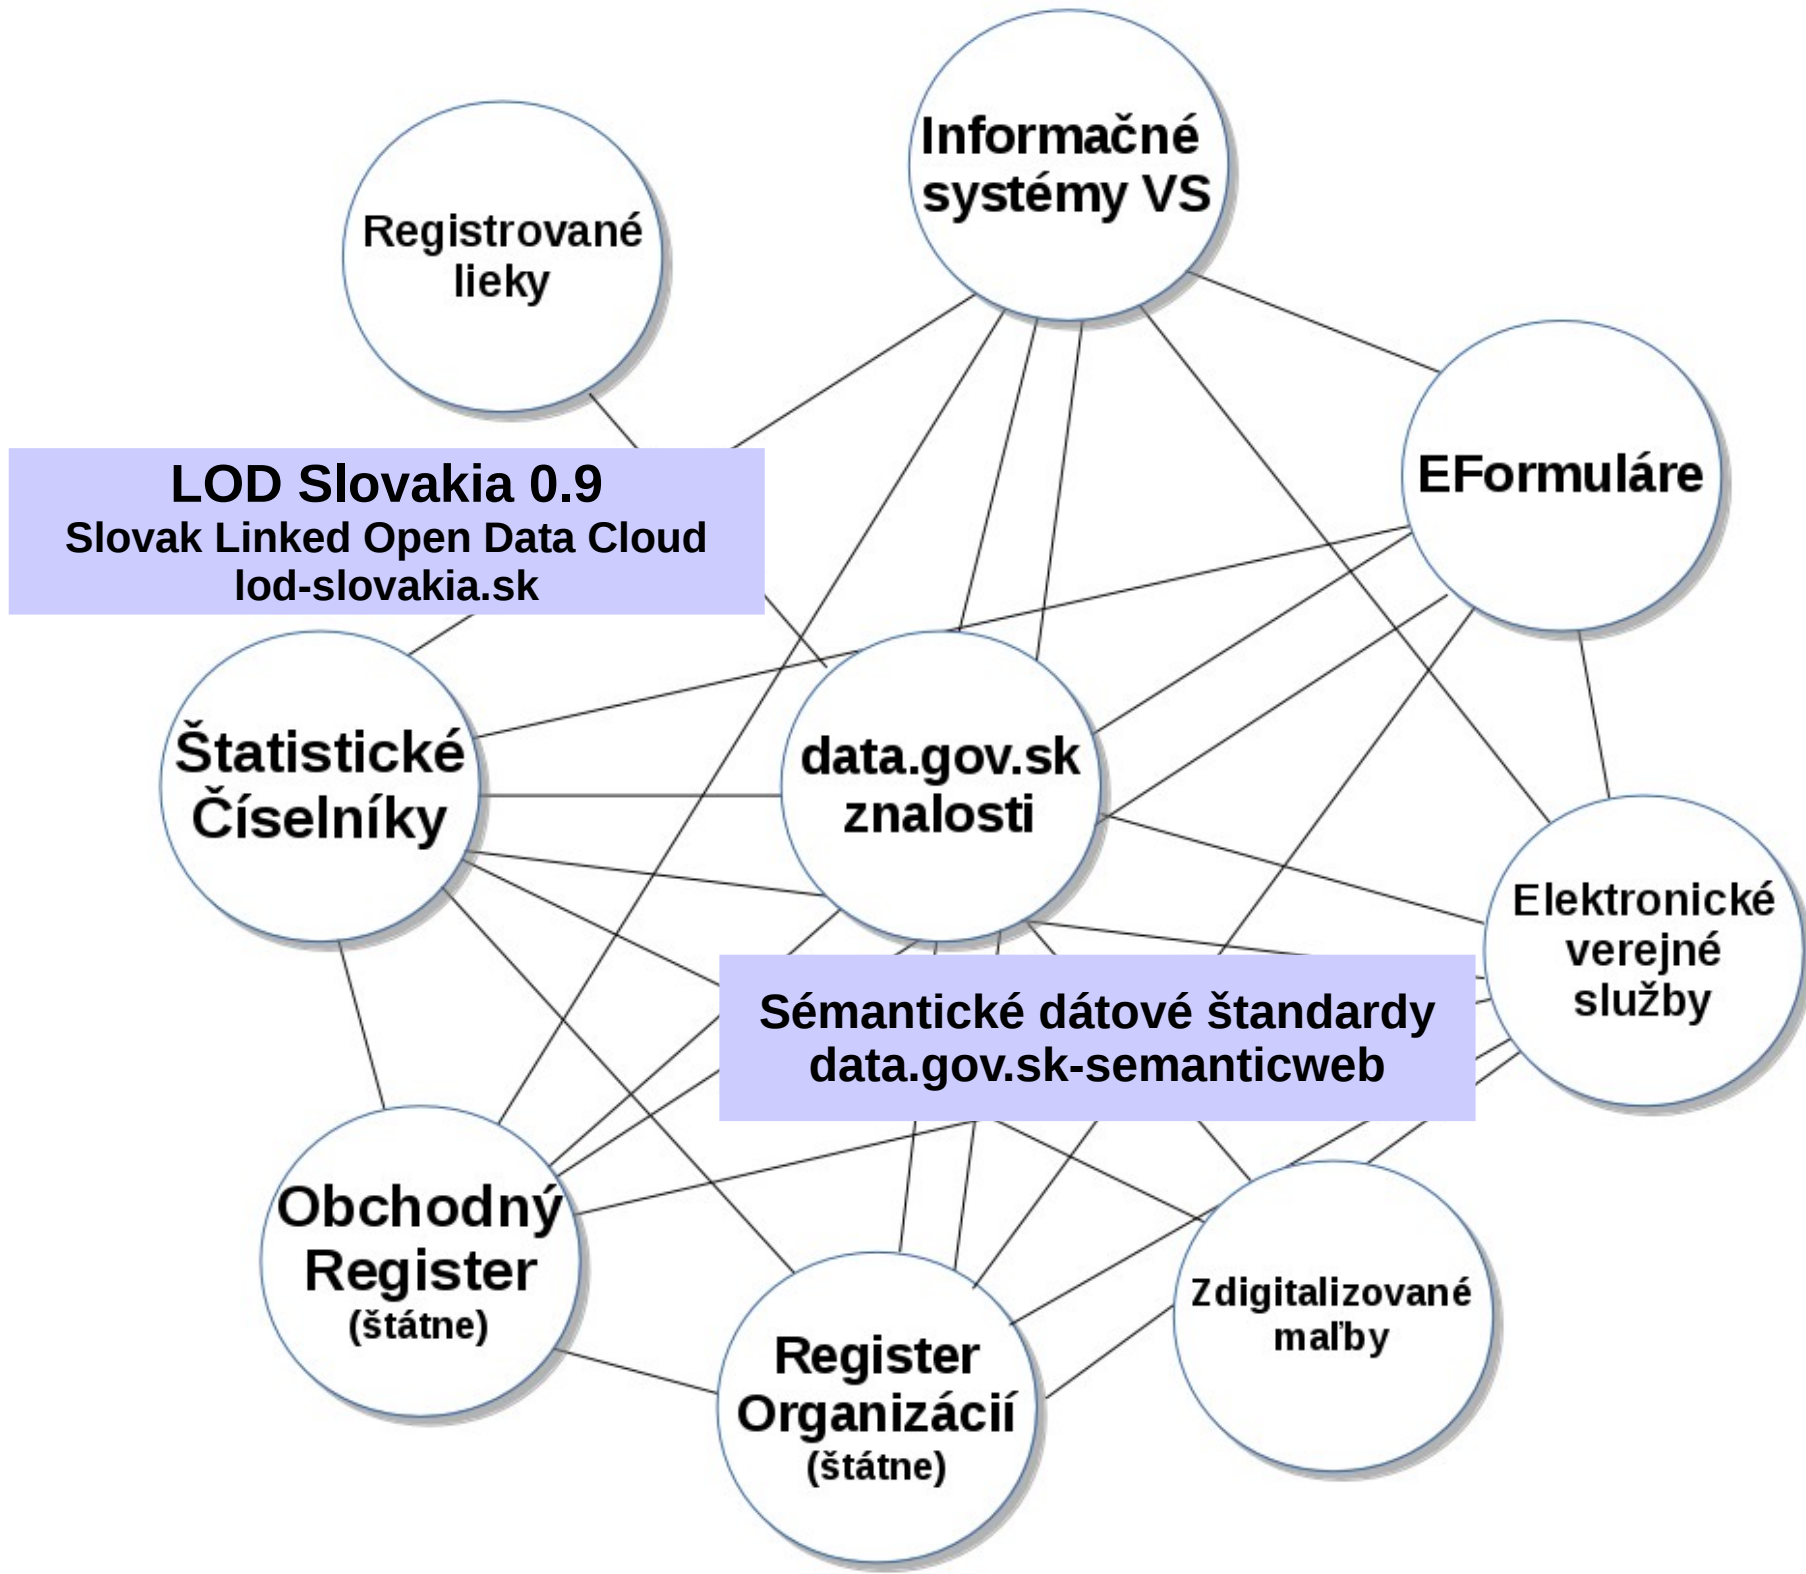 Informačné
systémy VS
Registrované
lieky
EFormuláre
LOD Slovakia 0.9
Slovak Linked Open Data Cloud
lod-slovakia.sk
Štatistické
Číselníky
data.gov.sk
znalosti
Elektronické
verejné
služby
Sémantické dátové štandardy
data.gov.sk-semanticweb
Obchodný
Register
(štátne)
Register
Organizácií
(štátne)
Zdigitalizované
maľby